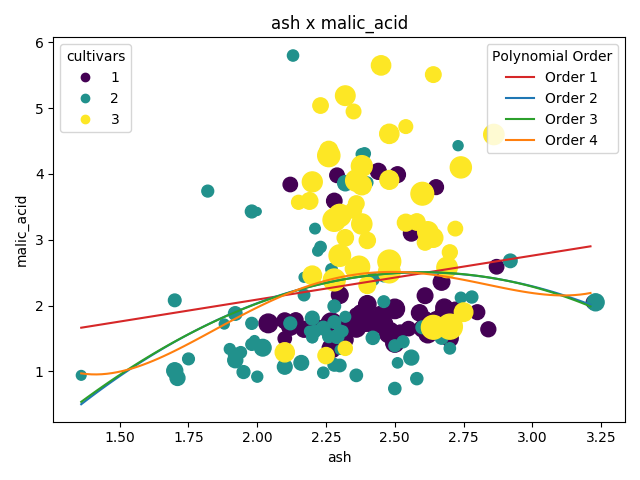 ash x malic_acid
cultivars
1
2
3
Polynomial Order
Order 1
Order 2
Order 3
Order 4
malic_acid
6
5
4
3
2
1
1.50 1.75 2.00 2.25 2.50 2.75 3.00 3.25
ash